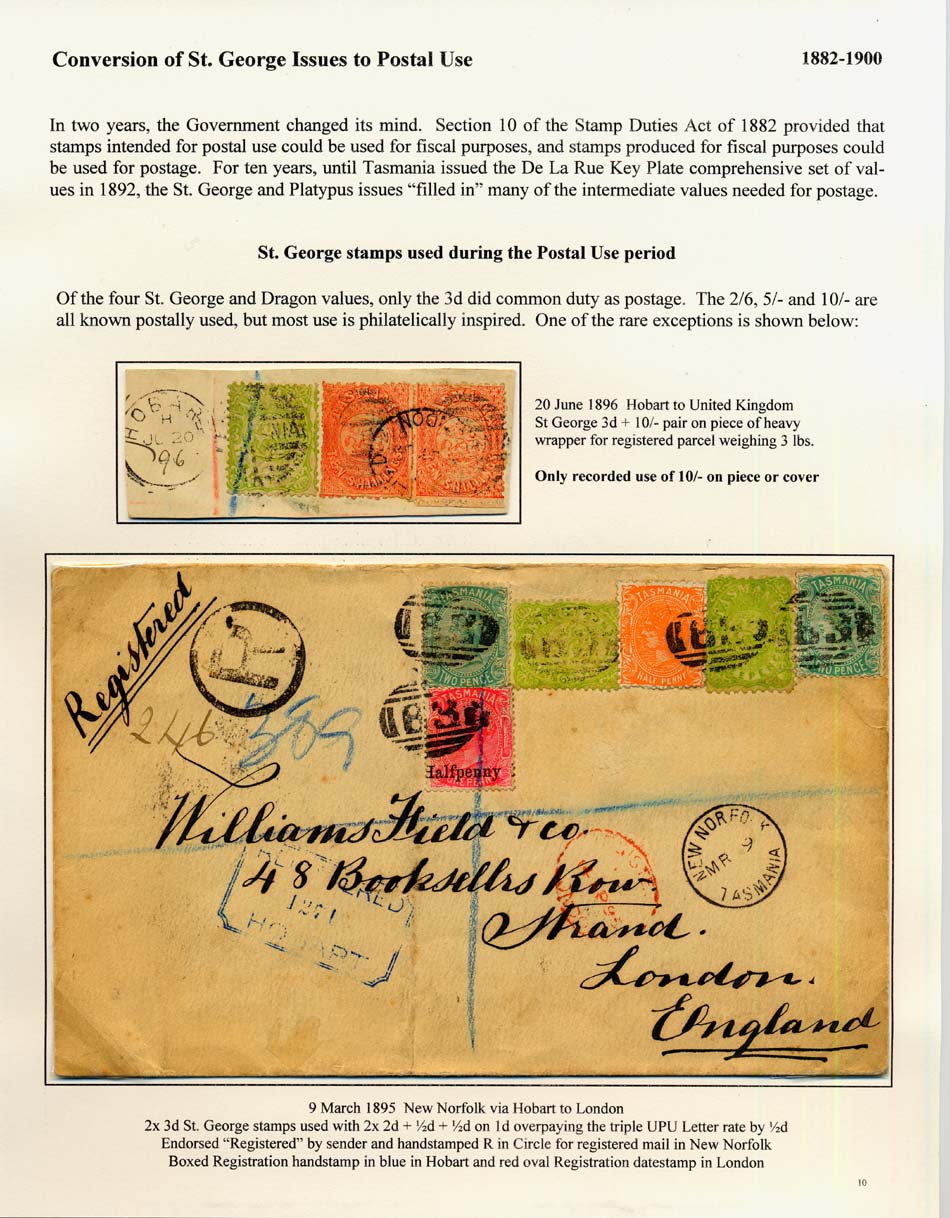 Conversion of St. George Issues to Postal Use 1882-1900
In two years, the Government changed its mind. Section 10 of the Stamp Duties Act of 1882 provided that
stamps intended for postal use could be used for fiscal purposes, and stamps produced for fiscal purposes could
be used for postage. For ten years, until Tasmania issued the De La Rue Key Plate comprehensive set of val-
ues in 1892, the St. George and Platypus issues “filled in” many of the intermediate values needed for postage.
St. George stamps used during the Postal Use period
Of the four St. George and Dragon values, only the 3d did common duty as postage. The 2/6, 5/- and 10/- are
all known postally used, but most use is philatelically inspired. One of the rare exceptions is shown below:
HOBAR
H
JU 20
96
20 June 1896 Hobart to United Kingdom
St George 3d + 10/- pair on piece of heavy
wrapper for registered parcel weighing 3 lbs.
Only recorded use of 10/- on piece or cover
Registered
R
246
389
TASMANIA
TWO PENCE
TASMANIA
HALF PENNY
TASMANIA
TWO PENCE
TASMANIA
Halfpenny
183
183
183
183
Williams Field & co.
48 Booksellrs Row
Strand.
London.
England
REGISTERED
HOBART
NEW NORFOLK
MR 9
TASMANIA
9 March 1895 New Norfolk via Hobart to London
2x 3d St. George stamps used with 2x 2d + ½d + ½d on 1d overpaying the triple UPU Letter rate by ½d
Endorsed “Registered” by sender and handstamped R in Circle for registered mail in New Norfolk
Boxed Registration handstamp in blue in Hobart and red oval Registration datestamp in London
10